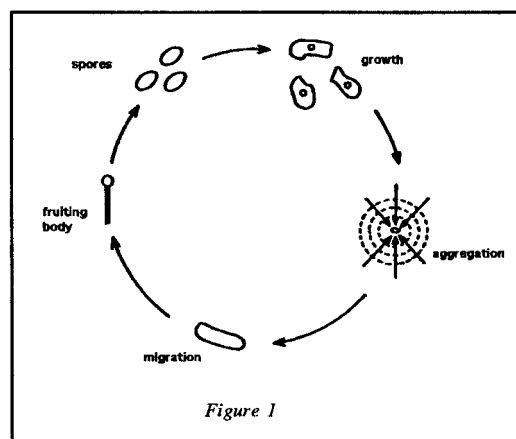 spores
growth
fruiting
body
aggregation
migration
Figure 1